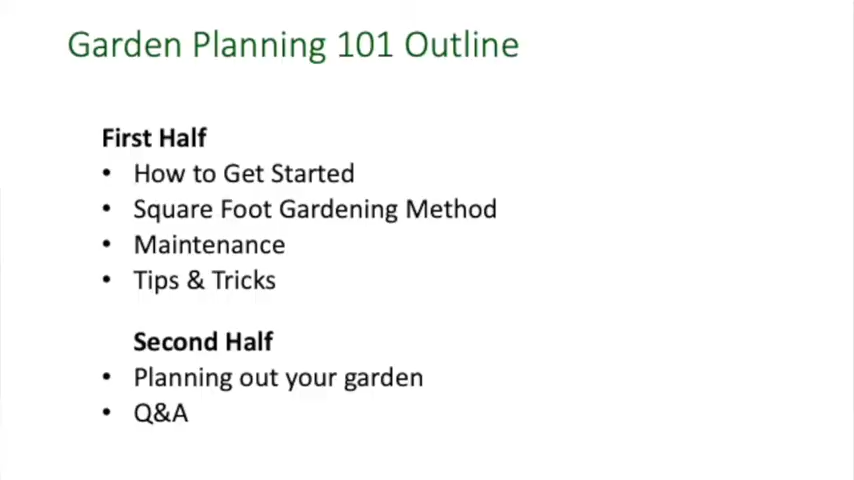 Garden Planning 101 Outline
First Half
• How to Get Started
• Square Foot Gardening Method
• Maintenance
• Tips & Tricks
Second Half
• Planning out your garden
• Q&A